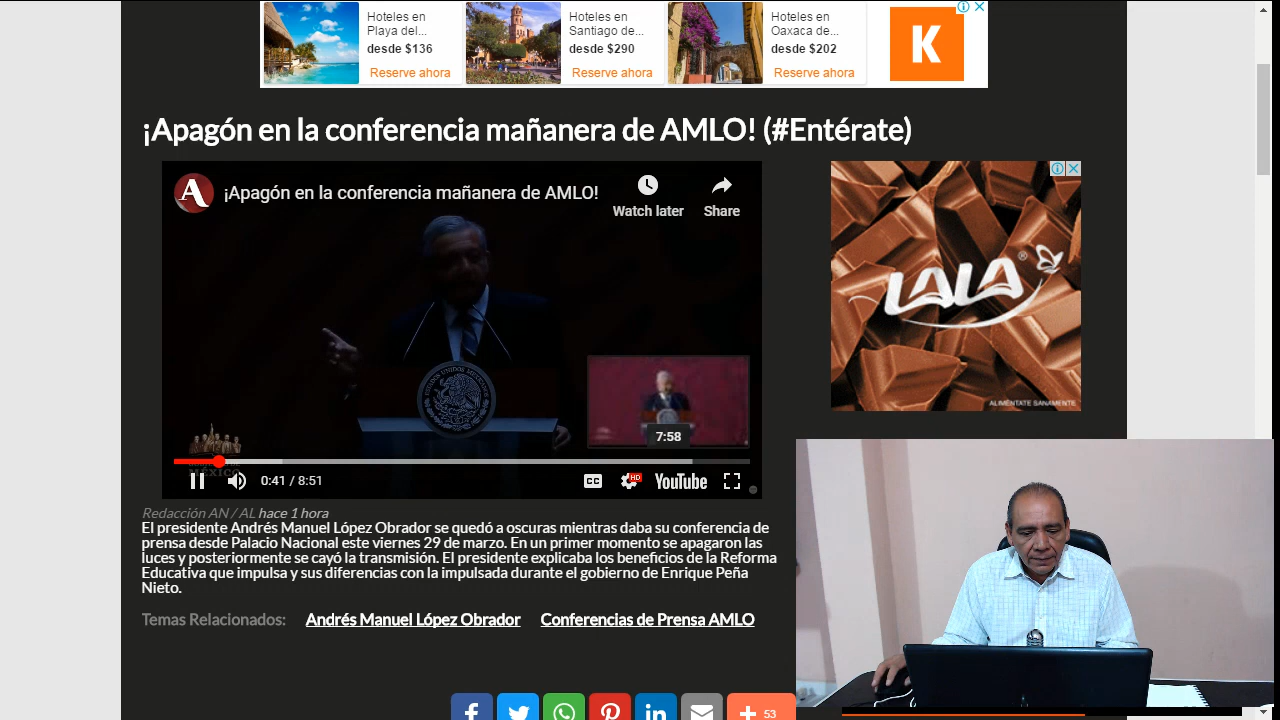 Hoteles en
Playa del...
desde $136
Reserve ahora
Hoteles en
Santiago de...
desde $290
Reserve ahora
Hoteles en
Oaxaca de...
desde $202
Reserve ahora
K
¡Apagón en la conferencia mañanera de AMLO! (#Entérate)
A
¡Apagón en la conferencia mañanera de AMLO!
Watch later
Share
7:58
0:41 / 8:51
CC
HD
YouTube
LALA®
ALIMÉNTATE SANAMENTE
Redacción AN / AL hace 1 hora
El presidente Andrés Manuel López Obrador se quedó a oscuras mientras daba su conferencia de
prensa desde Palacio Nacional este viernes 29 de marzo. En un primer momento se apagaron las
luces y posteriormente se cayó la transmisión. El presidente explicaba los beneficios de la Reforma
Educativa que impulsa y sus diferencias con la impulsada durante el gobierno de Enrique Peña
Nieto.
Temas Relacionados: Andrés Manuel López Obrador Conferencias de Prensa AMLO
53